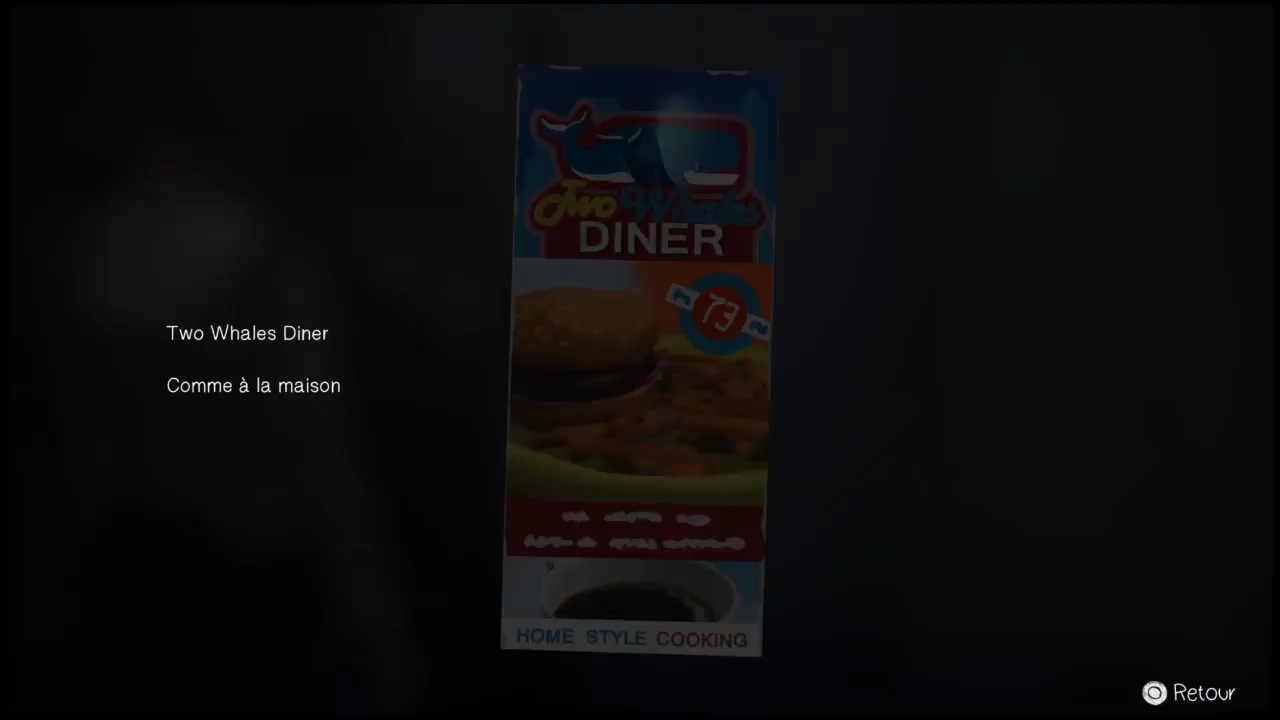 Two Whales
DINER
73
Two Whales Diner
Comme à la maison
HOME STYLE COOKING
Retour